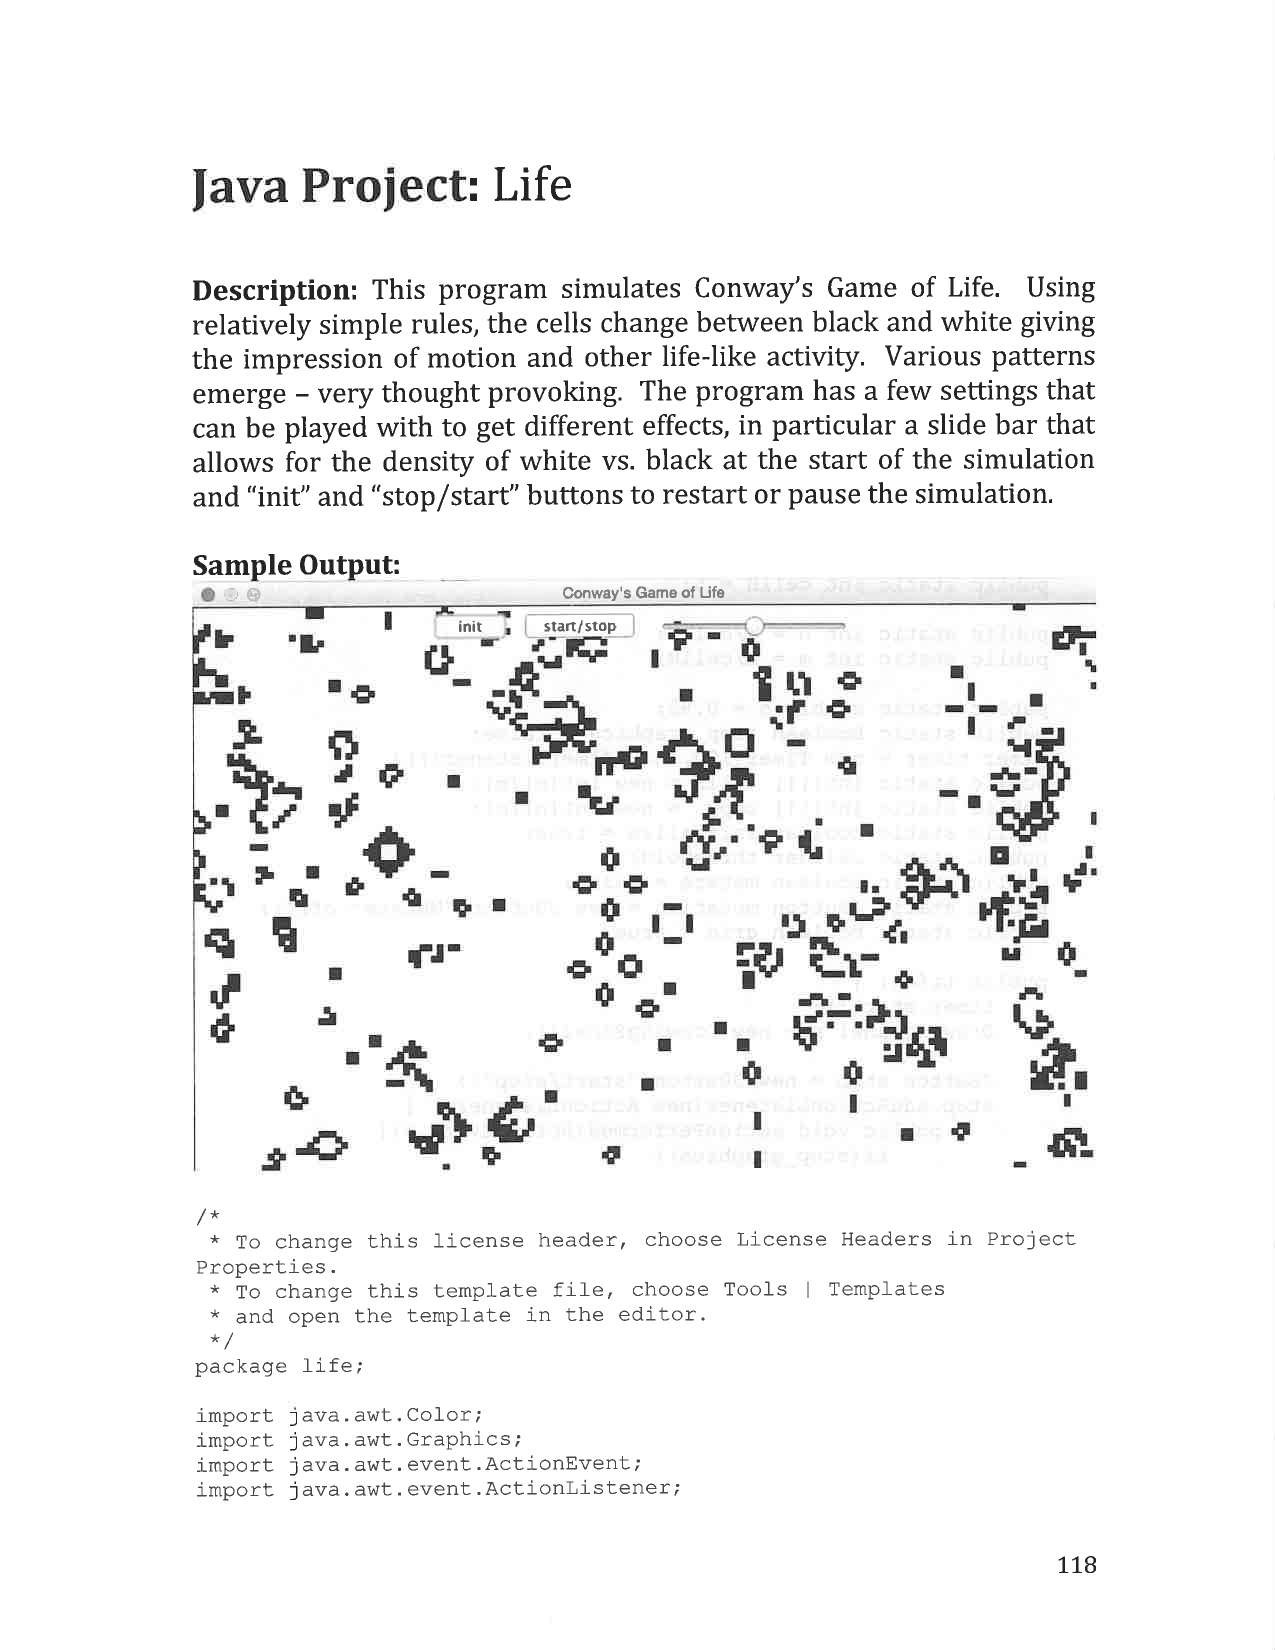 Java Project: Life
Description: This program simulates Conway's Game of Life. Using
relatively simple rules, the cells change between black and white giving
the impression of motion and other life-like activity. Various patterns
emerge – very thought provoking. The program has a few settings that
can be played with to get different effects, in particular a slide bar that
allows for the density of white vs. black at the start of the simulation
and "init" and "stop/start" buttons to restart or pause the simulation.
Sample Output:
Conway's Game of Life
init start/stop
/*
 * To change this license header, choose License Headers in Project
Properties.
 * To change this template file, choose Tools | Templates
 * and open the template in the editor.
 */
package life;
import java.awt.Color;
import java.awt.Graphics;
import java.awt.event.ActionEvent;
import java.awt.event.ActionListener;
118